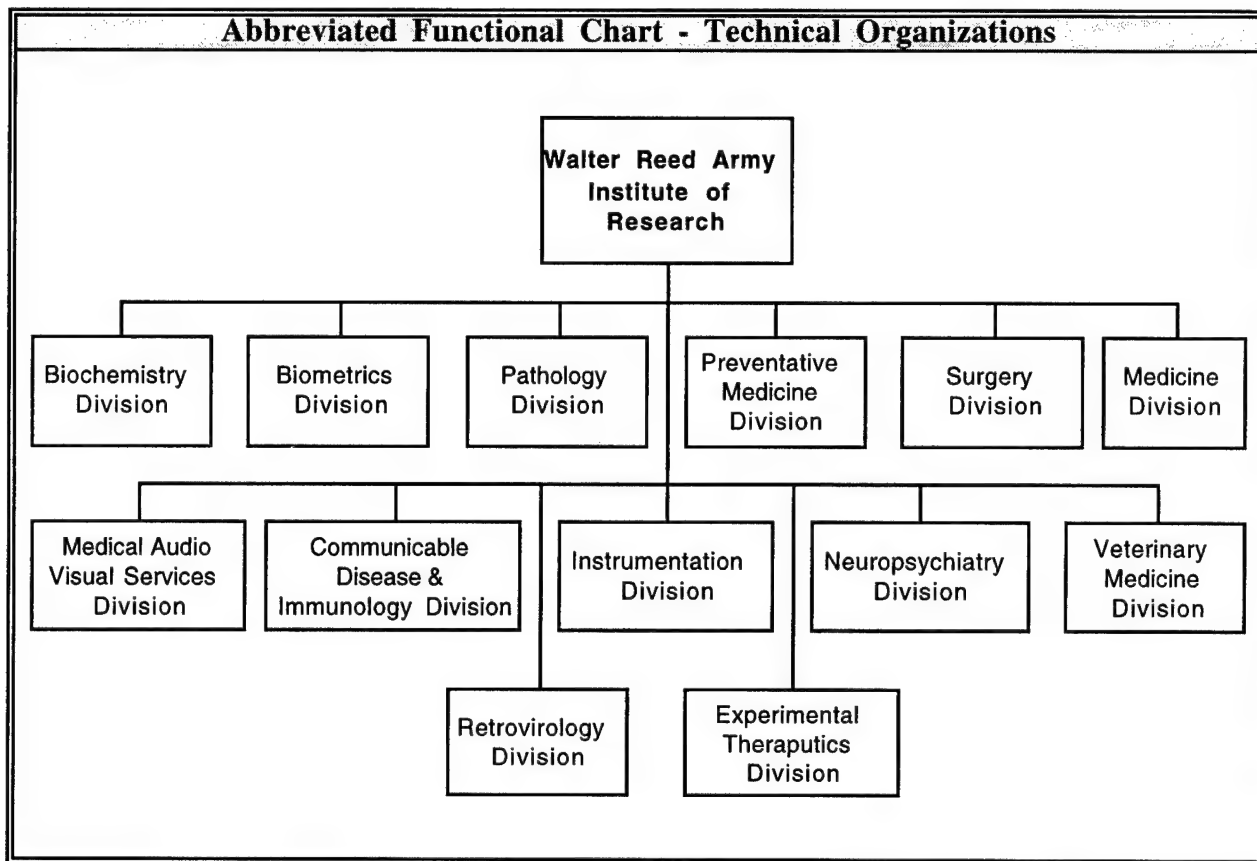 Abbreviated Functional Chart - Technical Organizations
Walter Reed Army
Institute of
Research
Biochemistry
Division
Biometrics
Division
Pathology
Division
Preventative
Medicine
Division
Surgery
Division
Medicine
Division
Medical Audio
Visual Services
Division
Communicable
Disease &
Immunology Division
Instrumentation
Division
Neuropsychiatry
Division
Veterinary
Medicine
Division
Retrovirology
Division
Experimental
Theraputics
Division